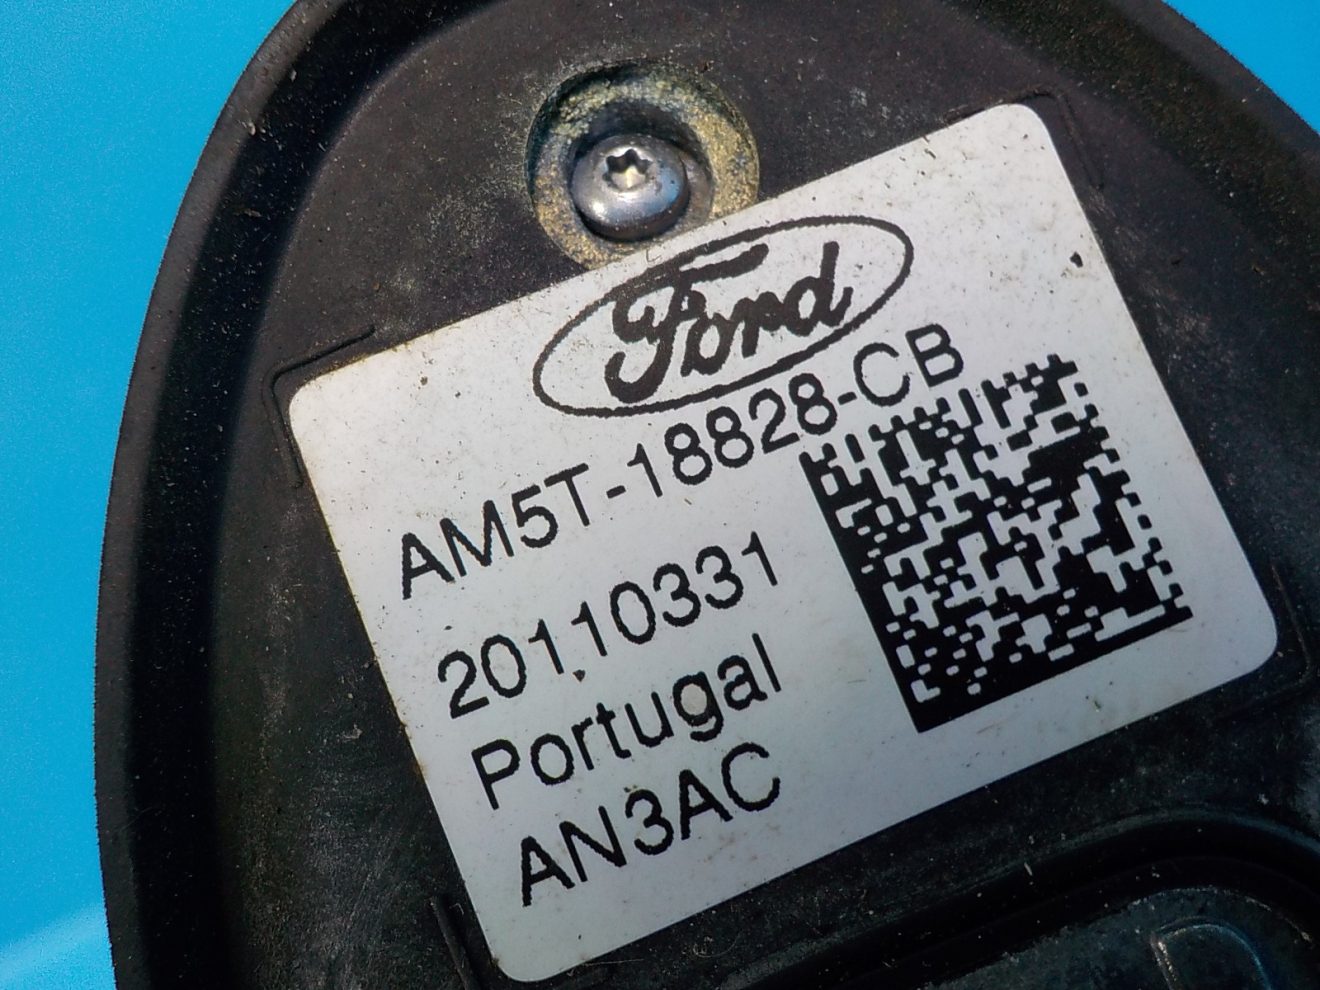 Ford
AM5T-18828-CB
20110331
Portugal
AN3AC